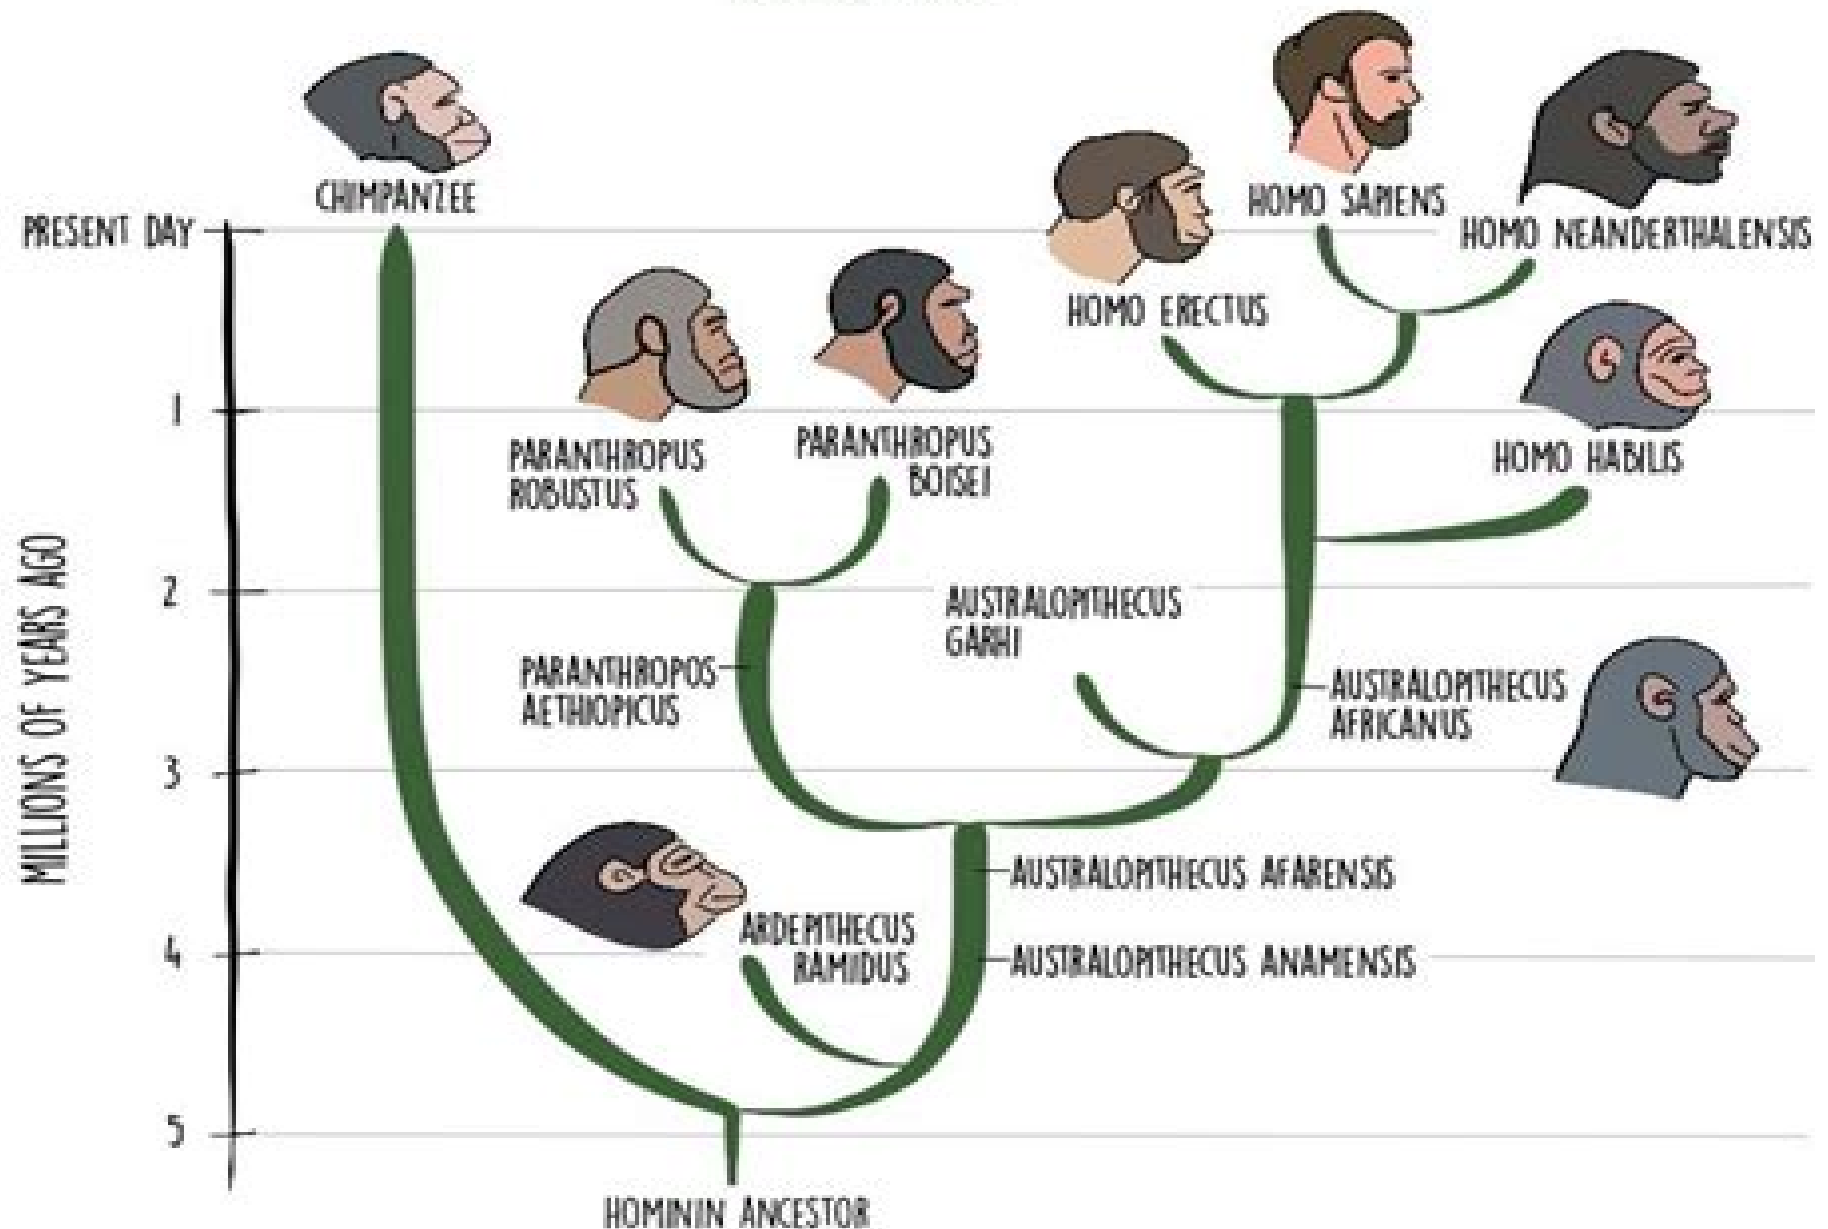 CHIMPANZEE
HOMO SAPIENS
PRESENT DAY
HOMO NEANDERTHALENSIS
HOMO ERECTUS
1
PARANTHROPUS
ROBUSTUS
PARANTHROPUS
BOISEI
HOMO HABILIS
MILLIONS OF YEARS AGO
2
AUSTRALOPITHECUS
GARHI
PARANTHROPOS
AETHIOPICUS
AUSTRALOPITHECUS
AFRICANUS
3
AUSTRALOPITHECUS AFARENSIS
ARDEPITHECUS
RAMIDUS
4
AUSTRALOPITHECUS ANAMENSIS
5
HOMININ ANCESTOR